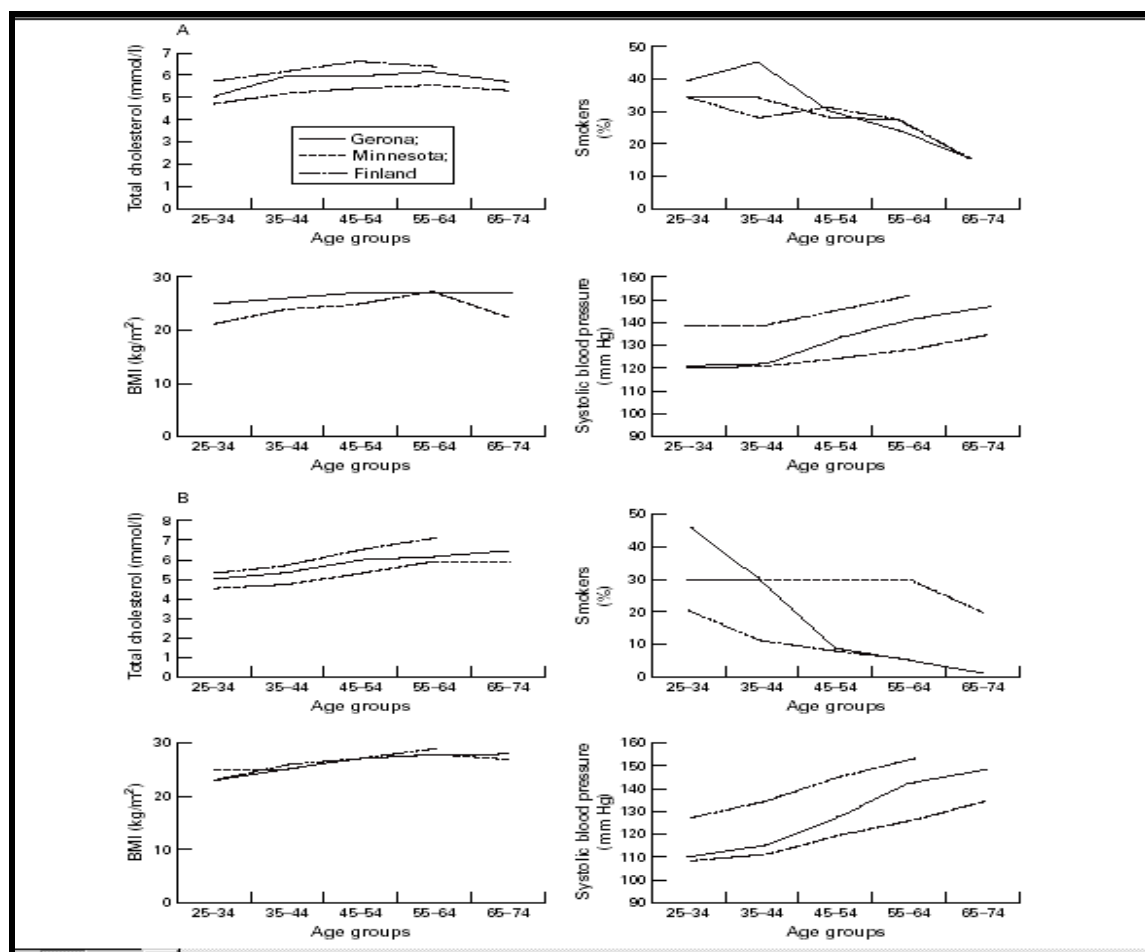 A
Total cholesterol (mmol/l)
7
6
5
4
3
2
1
0
Gerona;
Minnesota;
Finland
25–34 35–44 45–54 55–64 65–74
Age groups
Smokers
(%)
50
40
30
20
10
0
25–34 35–44 45–54 55–64 65–74
Age groups
BMI (kg/m²)
30
20
10
0
25–34 35–44 45–54 55–64 65–74
Age groups
Systolic blood pressure
(mm Hg)
160
150
140
130
120
110
100
90
25–34 35–44 45–54 55–64 65–74
Age groups
B
Total cholesterol (mmol/l)
8
7
6
5
4
3
2
1
0
25–34 35–44 45–54 55–64 65–74
Age groups
Smokers
(%)
50
40
30
20
10
0
25–34 35–44 45–54 55–64 65–74
Age groups
BMI (kg/m²)
30
20
10
0
25–34 35–44 45–54 55–64 65–74
Age groups
Systolic blood pressure
(mm Hg)
160
150
140
130
120
110
100
90
25–34 35–44 45–54 55–64 65–74
Age groups